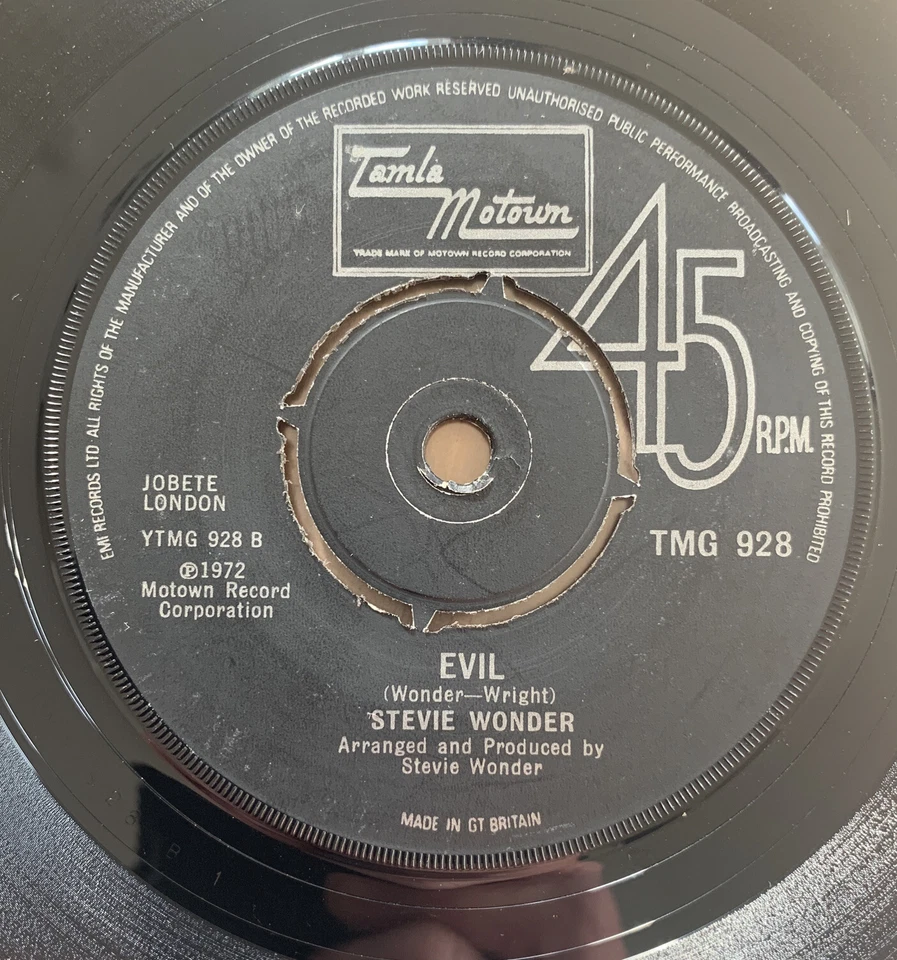 EMI RECORDS LTD ALL RIGHTS OF THE MANUFACTURER AND OF THE OWNER OF THE RECORDED WORK RESERVED UNAUTHORISED PUBLIC PERFORMANCE BROADCASTING AND COPYING OF THIS RECORD PROHIBITED
Tamla
Motown
TRADE MARK OF MOTOWN RECORD CORPORATION
45
R.P.M.
JOBETE
LONDON
YTMG 928 B
℗1972
Motown Record
Corporation
TMG 928
EVIL
(Wonder—Wright)
STEVIE WONDER
Arranged and Produced by
Stevie Wonder
MADE IN GT BRITAIN